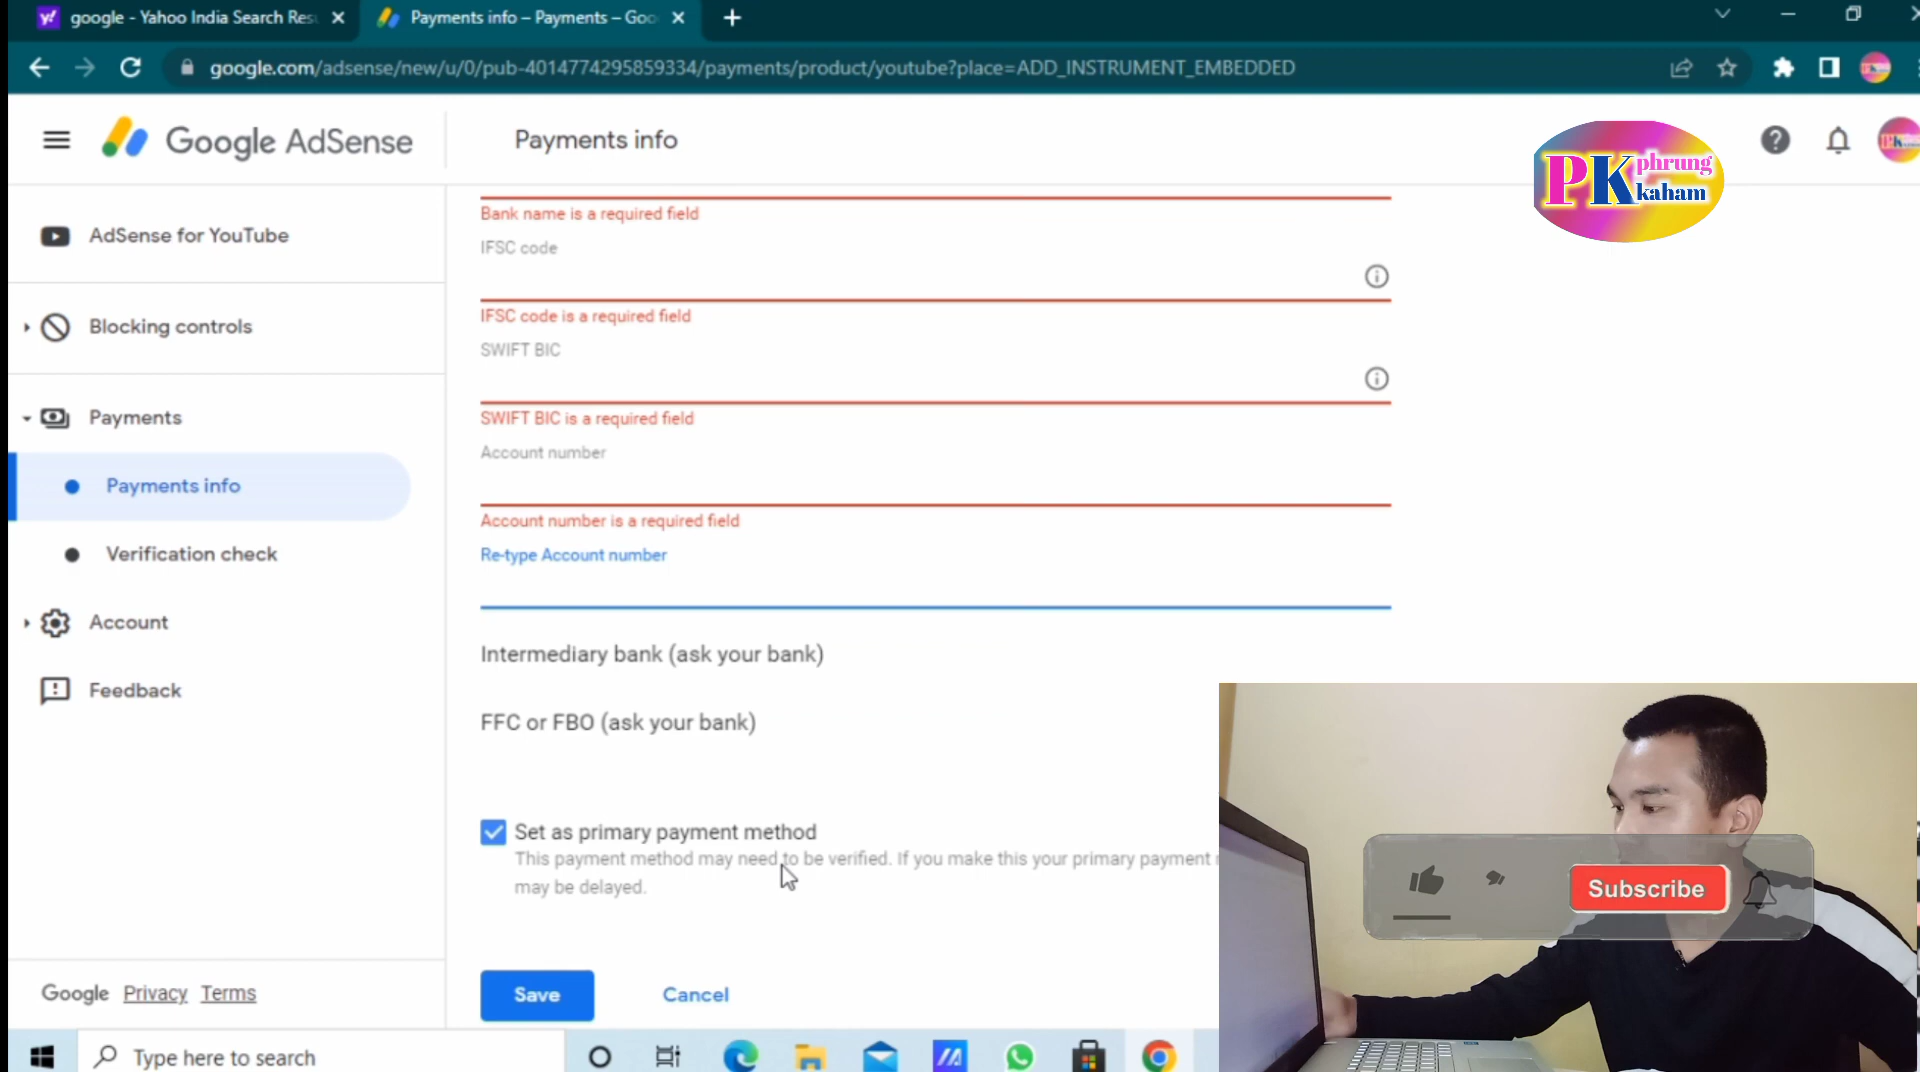 google - Yahoo India Search Res
Payments info – Payments – Goo
google.com/adsense/new/u/0/pub-4014774295859334/payments/product/youtube?place=ADD_INSTRUMENT_EMBEDDED
Google AdSense
Payments info
PK phrung
kaham
AdSense for YouTube
Blocking controls
Payments
Payments info
Verification check
Account
Feedback
Google Privacy Terms
Bank name is a required field
IFSC code
IFSC code is a required field
SWIFT BIC
SWIFT BIC is a required field
Account number
Account number is a required field
Re-type Account number
Intermediary bank (ask your bank)
FFC or FBO (ask your bank)
Set as primary payment method
This payment method may need to be verified. If you make this your primary payment
may be delayed.
Save
Cancel
Subscribe
Type here to search